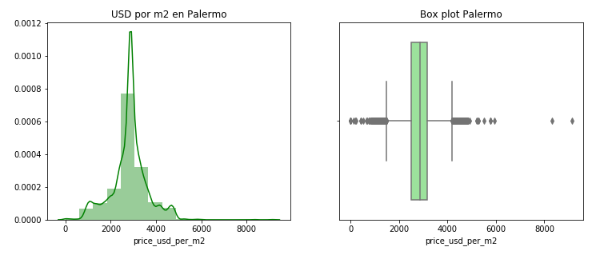 USD por m2 en Palermo
0.0012
0.0010
0.0008
0.0006
0.0004
0.0002
0.0000
0 2000 4000 6000 8000
price_usd_per_m2
Box plot Palermo
0 2000 4000 6000 8000
price_usd_per_m2